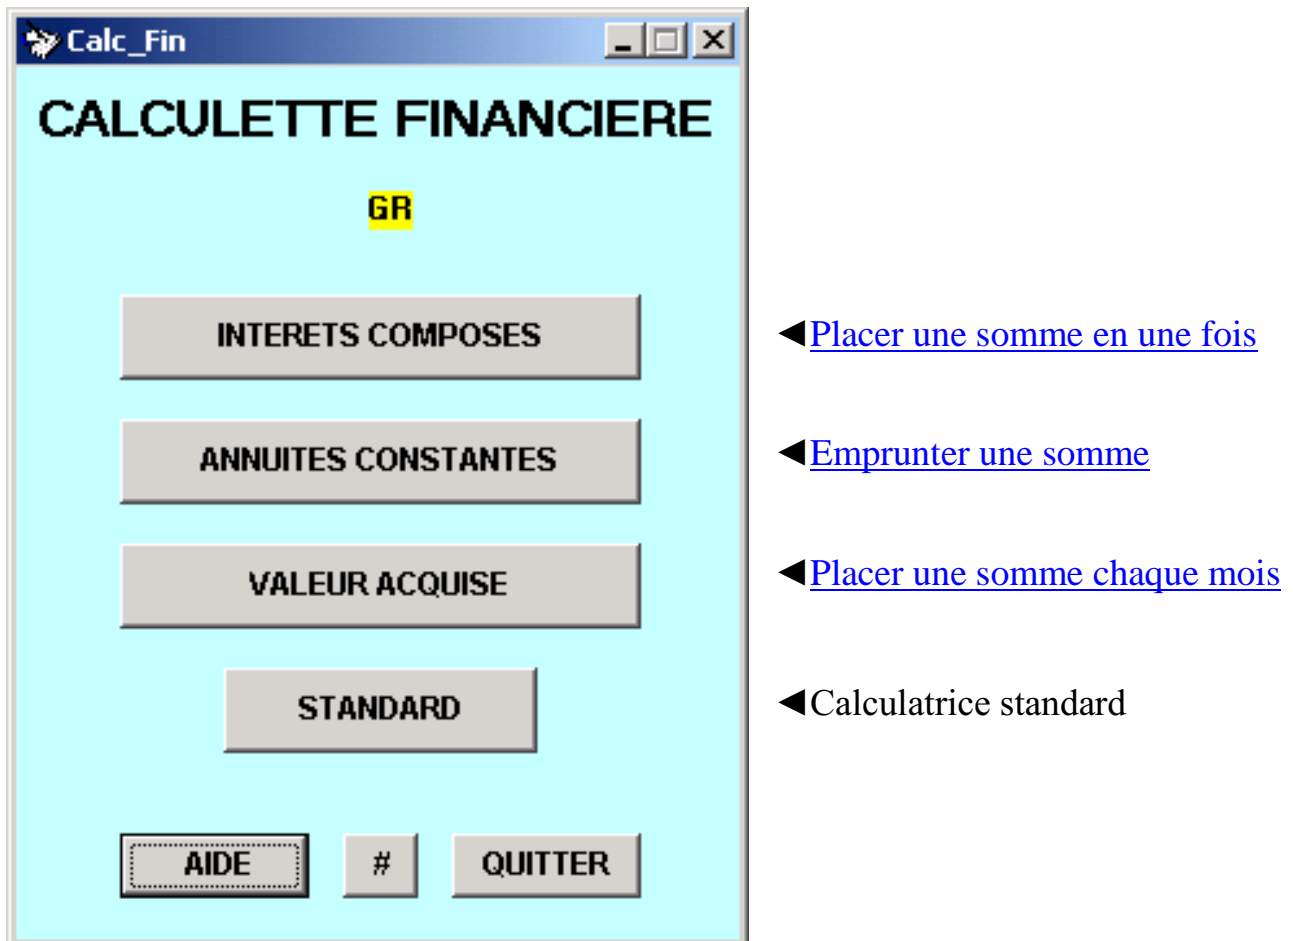 Calc_Fin
CALCULETTE FINANCIERE
GR
INTERETS COMPOSES
◄Placer une somme en une fois
ANNUITES CONSTANTES
◄Emprunter une somme
VALEUR ACQUISE
◄Placer une somme chaque mois
STANDARD
◄Calculatrice standard
AIDE # QUITTER